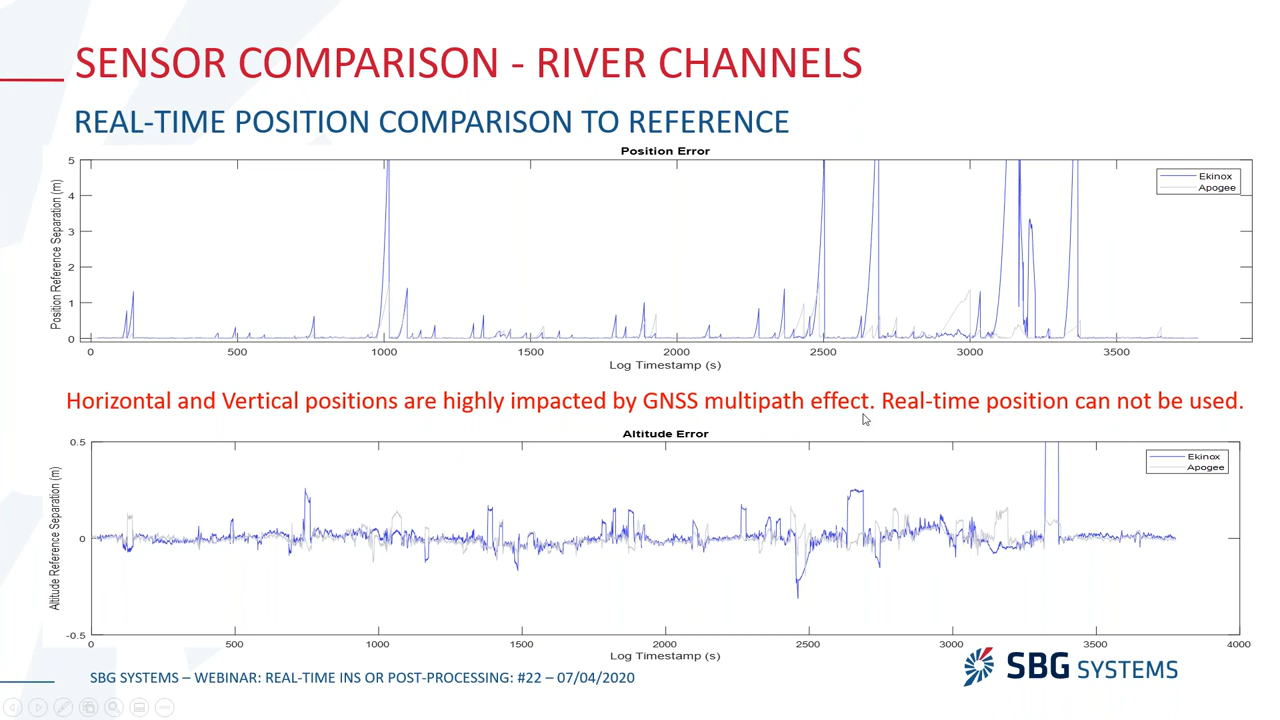 SENSOR COMPARISON - RIVER CHANNELS
REAL-TIME POSITION COMPARISON TO REFERENCE
Position Error
Position Reference Separation (m)
5
4
3
2
1
0
Ekinox
Apogee
0 500 1000 1500 2000 2500 3000 3500
Log Timestamp (s)
Horizontal and Vertical positions are highly impacted by GNSS multipath effect. Real-time position can not be used.
Altitude Error
Altitude Reference Separation (m)
0.5
0
-0.5
Ekinox
Apogee
0 500 1000 1500 2000 2500 3000 3500 4000
Log Timestamp (s)
SBG SYSTEMS
SBG SYSTEMS – WEBINAR: REAL-TIME INS OR POST-PROCESSING: #22 – 07/04/2020